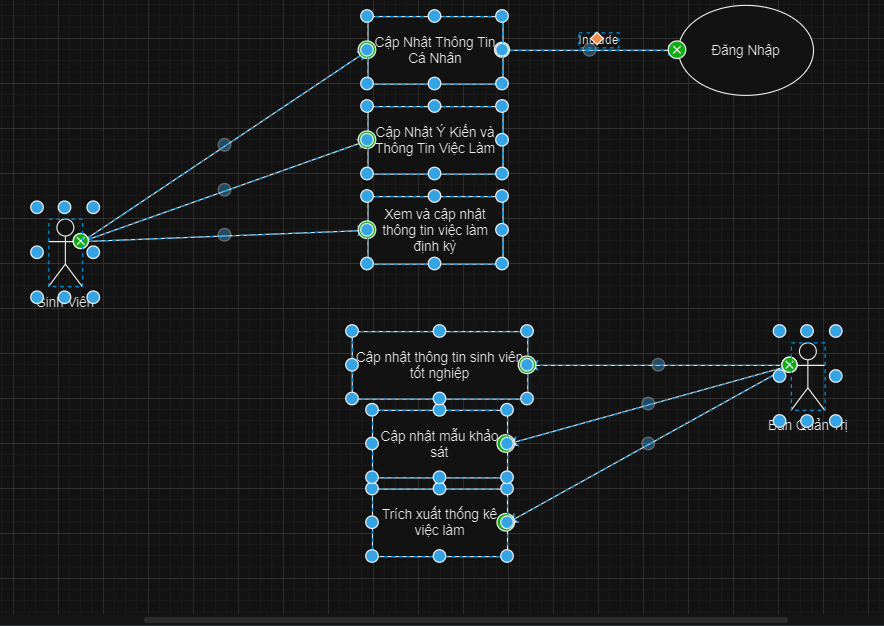 Cập Nhật Thông Tin
Cá Nhân
include
Đăng Nhập
Cập Nhật Ý Kiến và
Thông Tin Việc Làm
Xem và cập nhật
thông tin việc làm
định kỳ
Sinh Viên
Cập nhật thông tin sinh viên
tốt nghiệp
Ban Quản Trị
Cập nhật mẫu khảo
sát
Trích xuất thống kê
việc làm